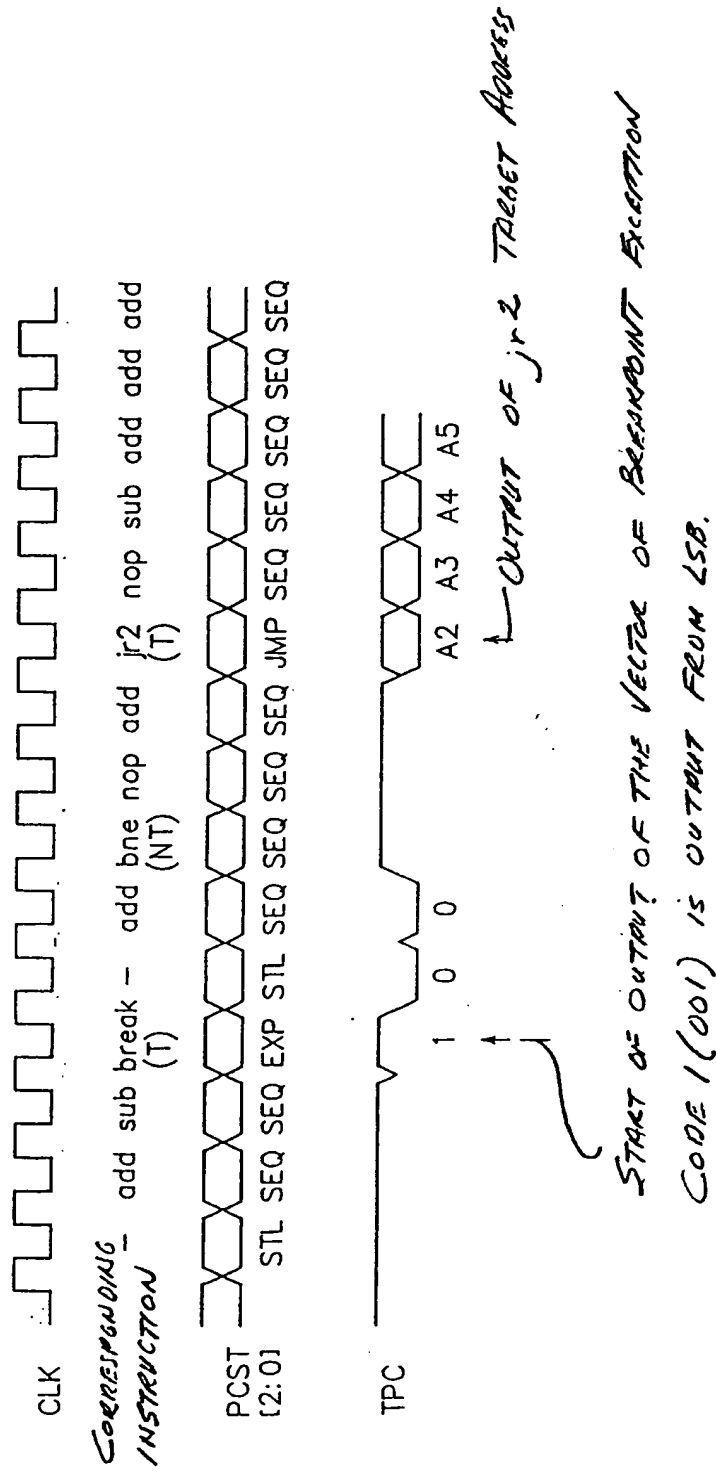 CLK
CORRESPONDING
INSTRUCTION
– add sub break – add bne nop add jr2 nop sub add add add
(T) (NT) (T)
PCST
[2:0]
STL SEQ SEQ EXP STL SEQ SEQ SEQ SEQ JMP SEQ SEQ SEQ SEQ SEQ
TPC
1 0 0 A2 A3 A4 A5
OUTPUT OF jr2 TARGET ADDRESS
START OF OUTPUT OF THE VECTOR OF BREAKPOINT EXCEPTION
CODE 1 (001) IS OUTPUT FROM LSB.